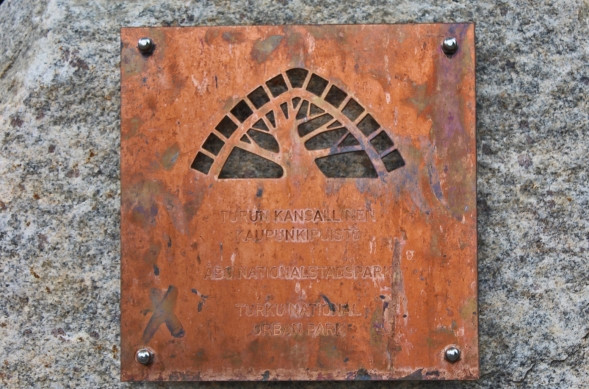 TURUN KANSALLINEN
KAUPUNKIPUISTO
ÅBO NATIONALSTADSPARK
TURKU NATIONAL
URBAN PARK